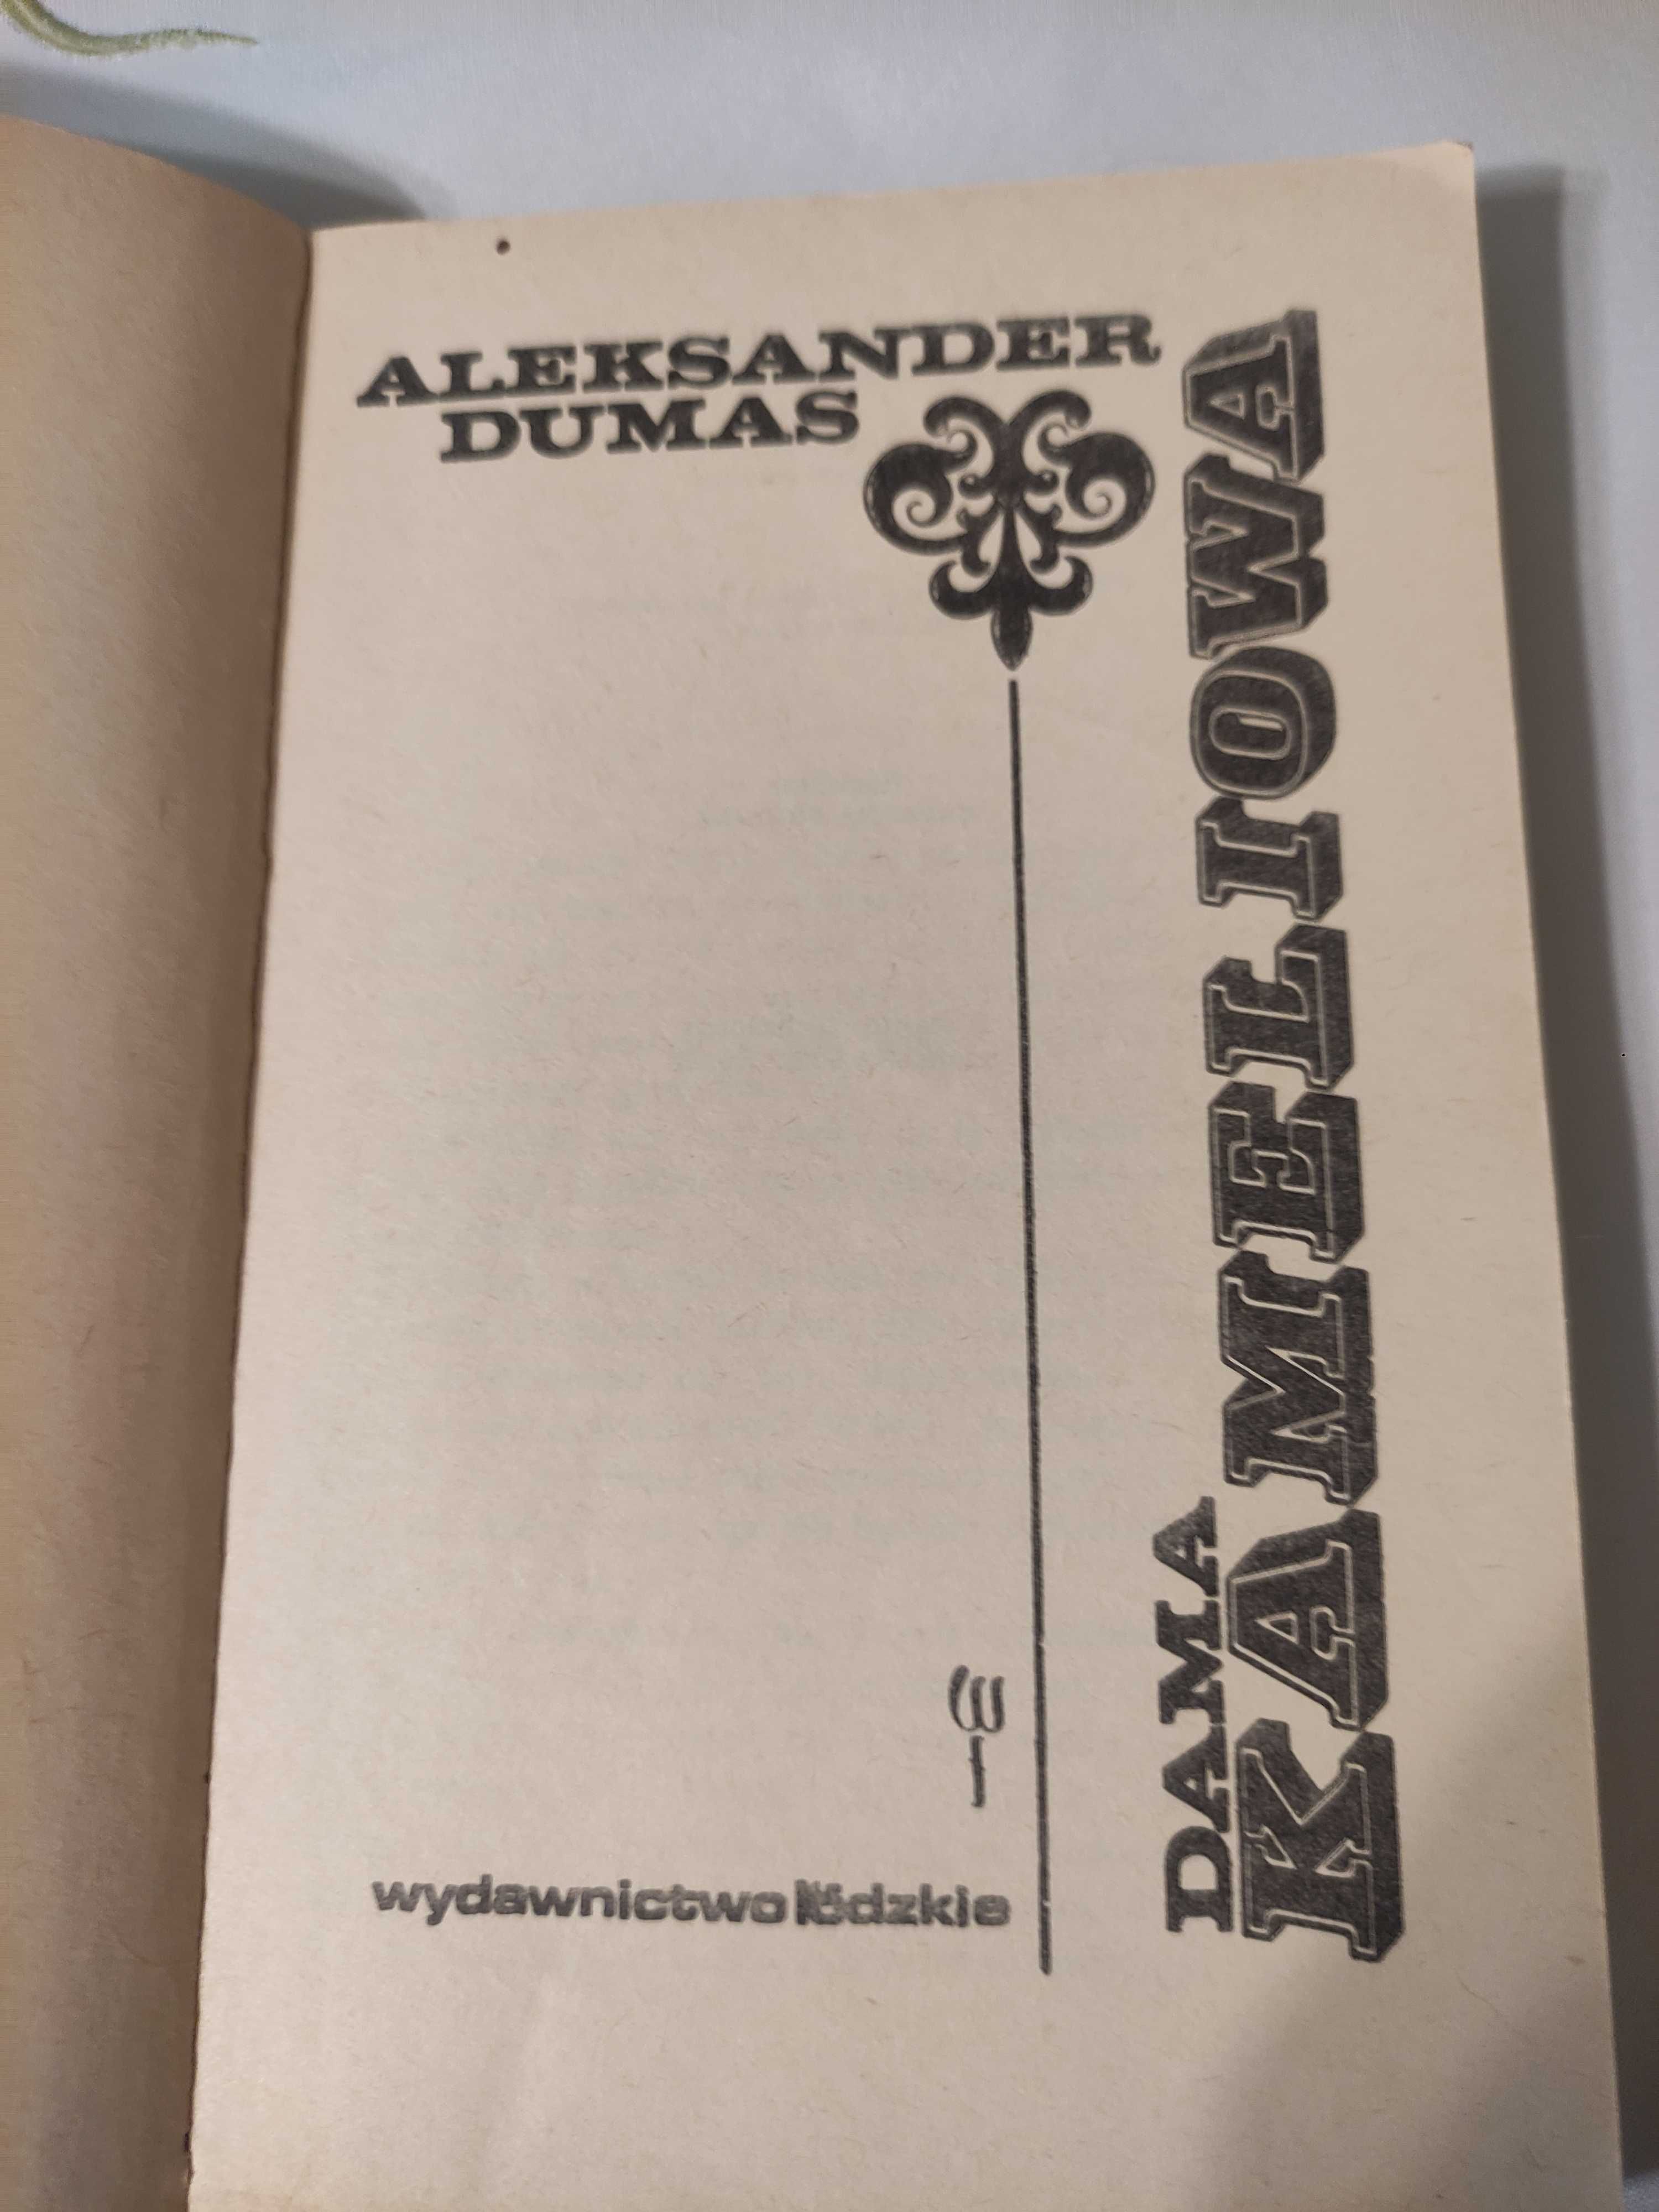 ALEKSANDER
DUMAS
DAMA
KAMELIOWA
wydawnictwo łódzkie